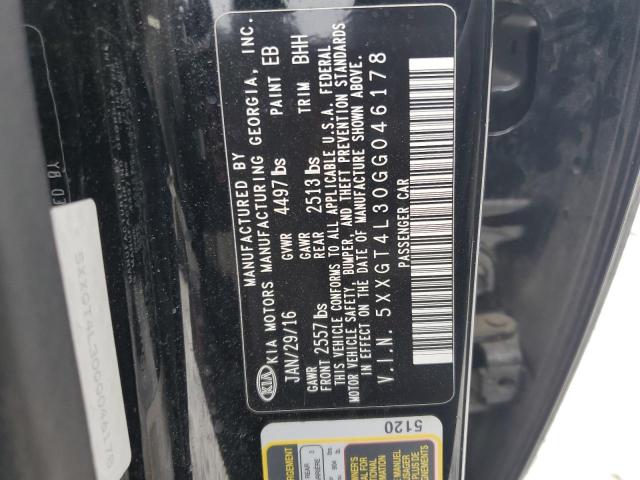 MANUFACTURED BY
KIA KIA MOTORS MANUFACTURING GEORGIA, INC.
JAN/29/16 GVWR 4497 lbs PAINT EB
GAWR FRONT 2557 lbs GAWR REAR 2513 lbs TRIM BHH
THIS VEHICLE CONFORMS TO ALL APPLICABLE U.S.A. FEDERAL
MOTOR VEHICLE SAFETY, BUMPER, AND THEFT PREVENTION STANDARDS
IN EFFECT ON THE DATE OF MANUFACTURE SHOWN ABOVE.
V.I.N. 5XXGT4L30GG046178
PASSENGER CAR
5120
REAR